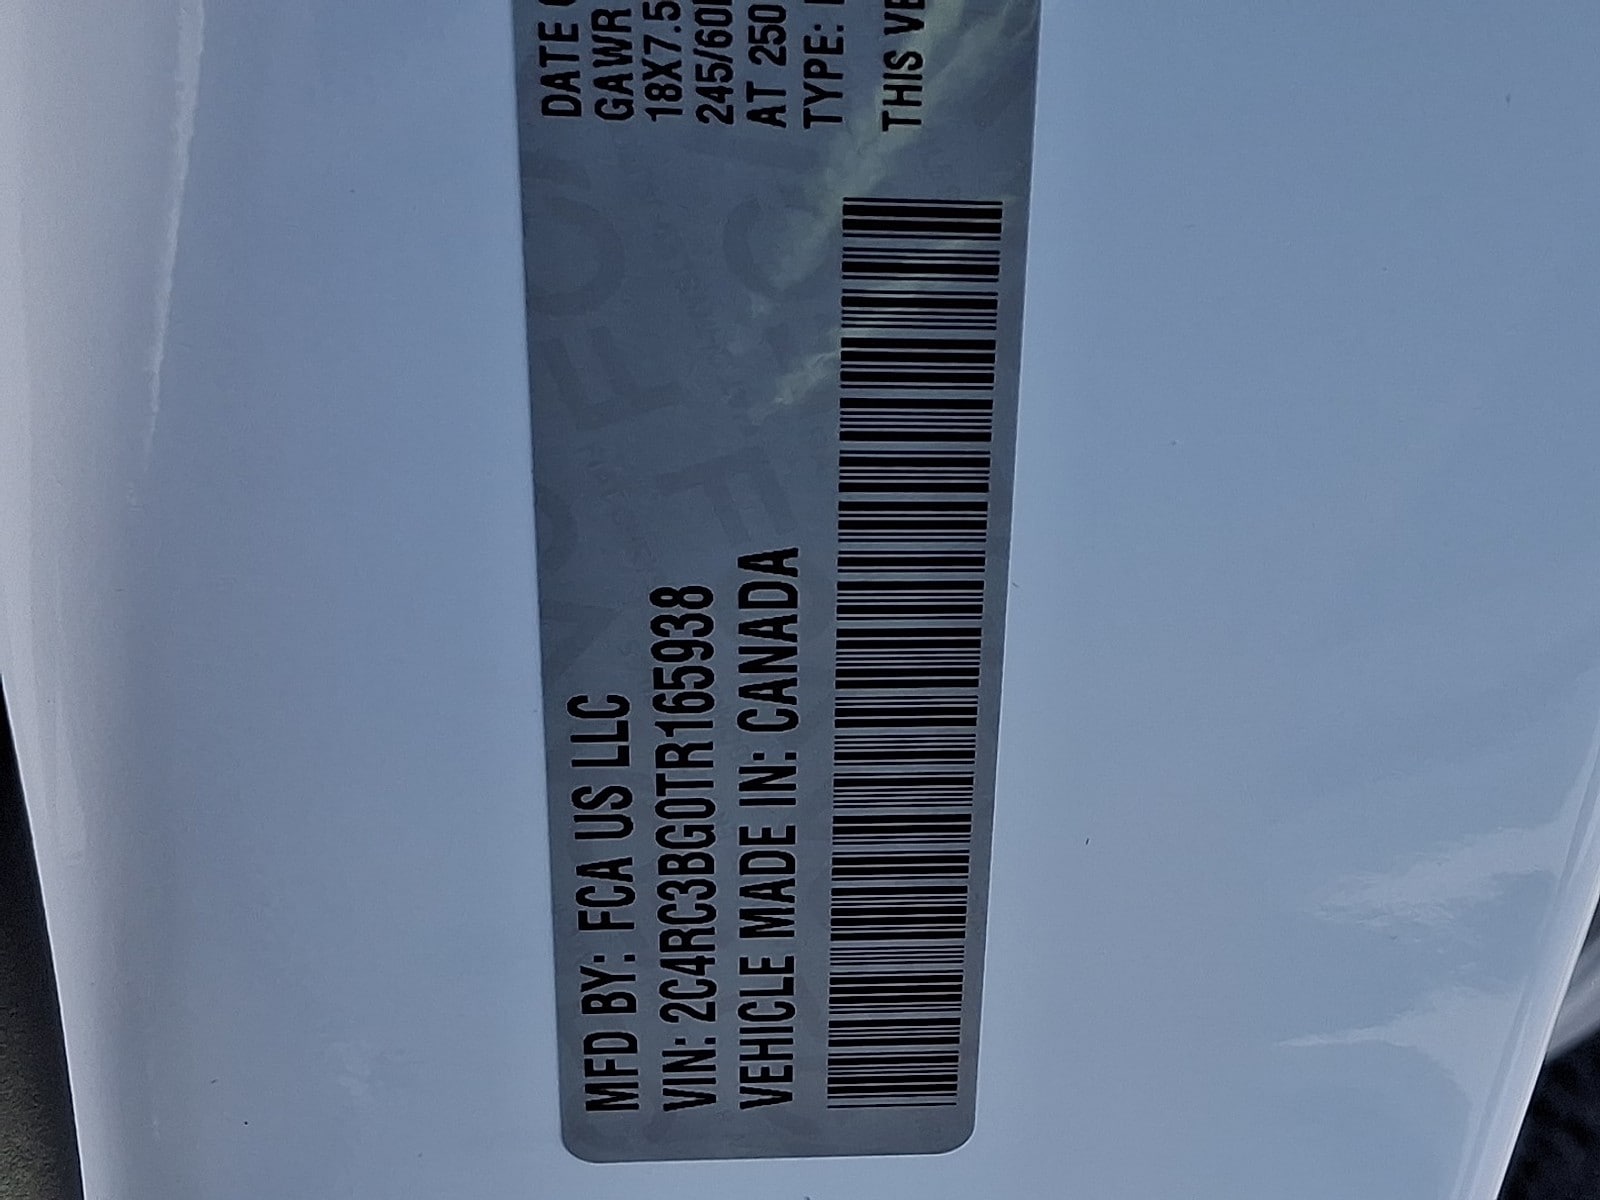 MFD BY: FCA US LLC
VIN: 2C4RC3BG0TR165938
VEHICLE MADE IN: CANADA
DATE
GAWR
18X7.5
245/60
AT 250
TYPE:
THIS